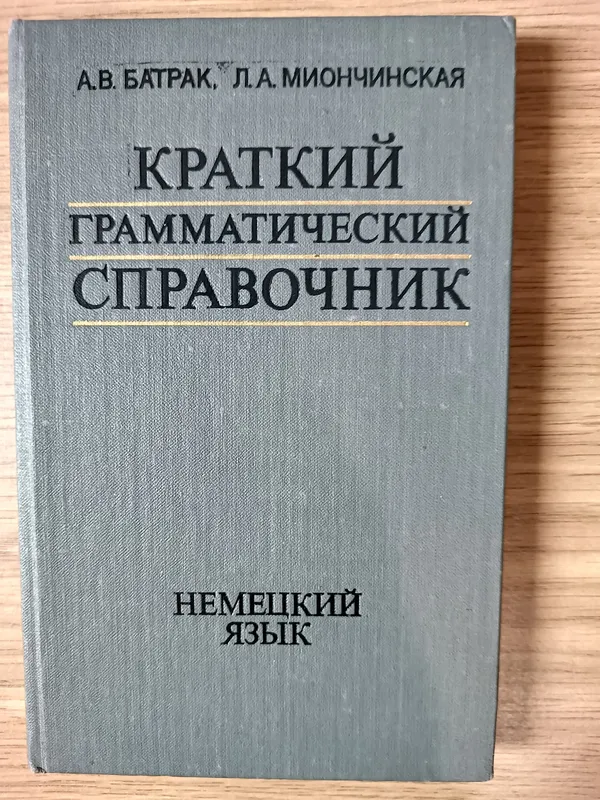 А.В. БАТРАК, Л.А. МИОНЧИНСКАЯ
КРАТКИЙ
ГРАММАТИЧЕСКИЙ
СПРАВОЧНИК
НЕМЕЦКИЙ
ЯЗЫК